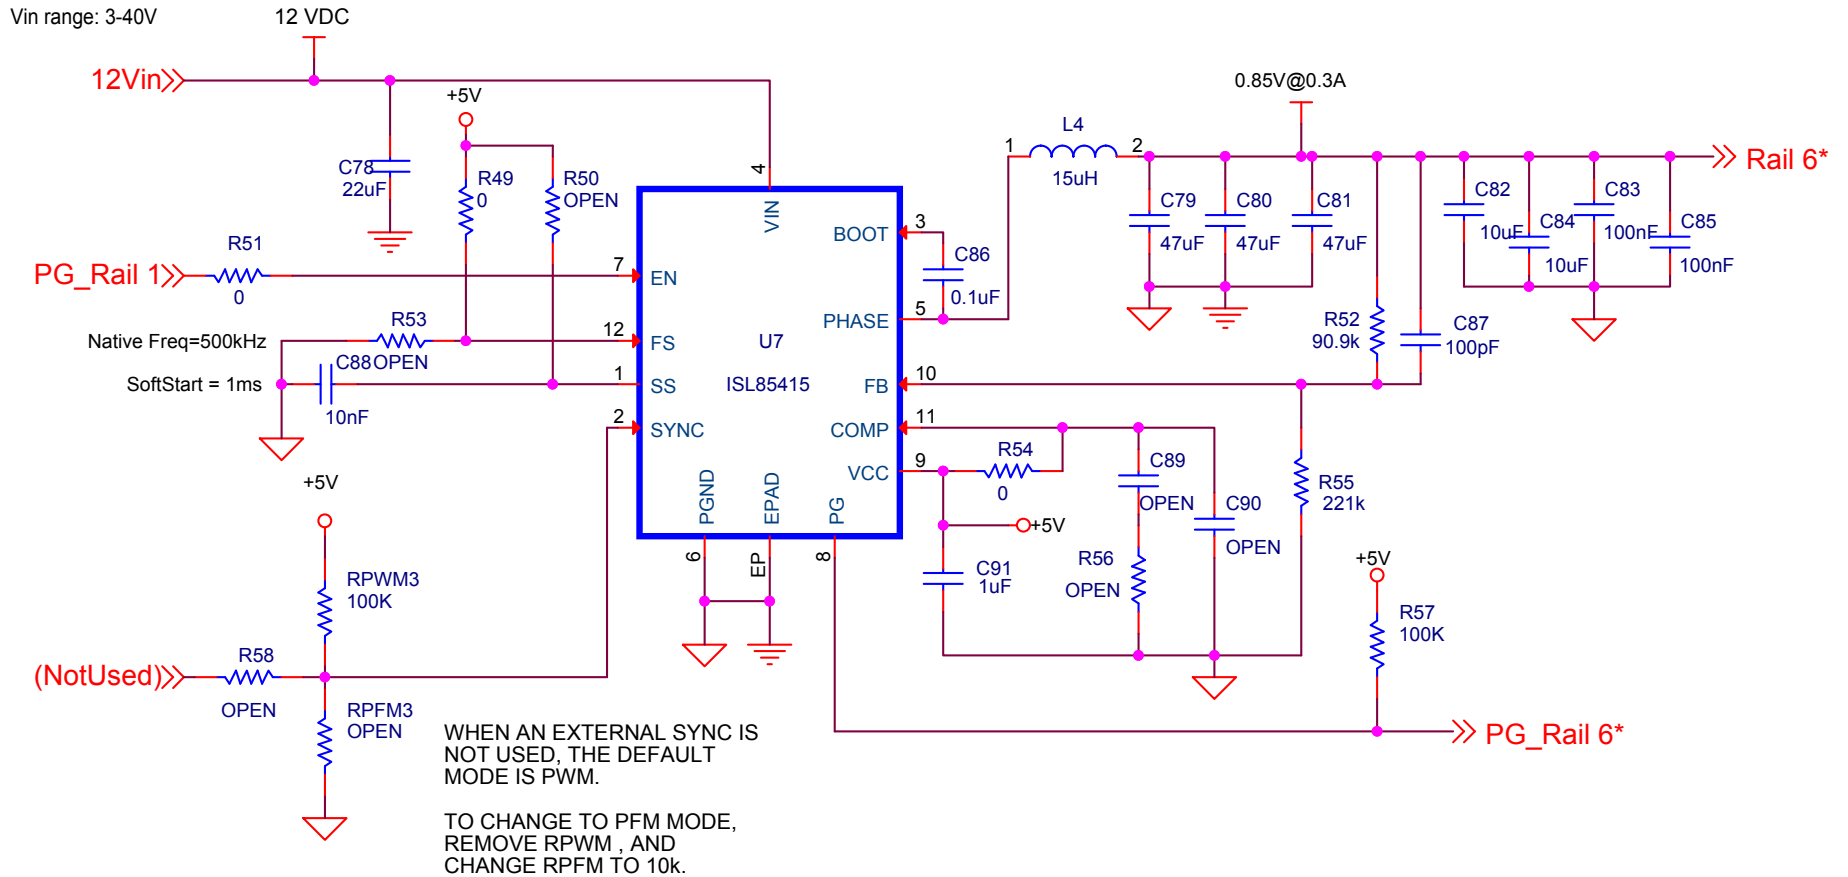 Vin range: 3-40V
12 VDC
12Vin
+5V
0.85V@0.3A
C78
22uF
R49
0
R50
OPEN
4
VIN
1
L4
2
15uH
Rail 6*
C79
47uF
C80
47uF
C81
47uF
C82
10uF
C84
10uF
C83
100nF
C85
100nF
R51
0
PG_Rail 1
7
EN
BOOT
3
C86
0.1uF
PHASE
5
Native Freq=500kHz
R53
OPEN
12
FS
U7
ISL85415
R52
90.9k
C87
100pF
SoftStart = 1ms
C88
10nF
1
SS
FB
10
2
SYNC
COMP
11
VCC
9
R54
0
C89
OPEN
C90
OPEN
R55
221k
PGND
EPAD
PG
6
EP
8
+5V
C91
1uF
R56
OPEN
+5V
R57
100K
+5V
RPWM3
100K
(NotUsed)
R58
OPEN
RPFM3
OPEN
PG_Rail 6*
WHEN AN EXTERNAL SYNC IS
NOT USED, THE DEFAULT
MODE IS PWM.
TO CHANGE TO PFM MODE,
REMOVE RPWM , AND
CHANGE RPFM TO 10k.